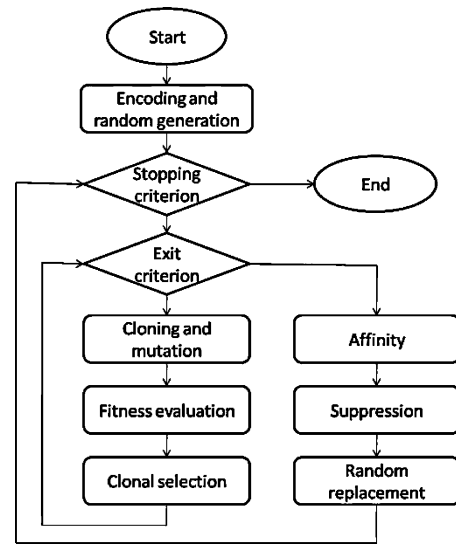 Start
Encoding and
random generation
Stopping
criterion
End
Exit
criterion
Cloning and
mutation
Affinity
Fitness evaluation
Suppression
Clonal selection
Random
replacement